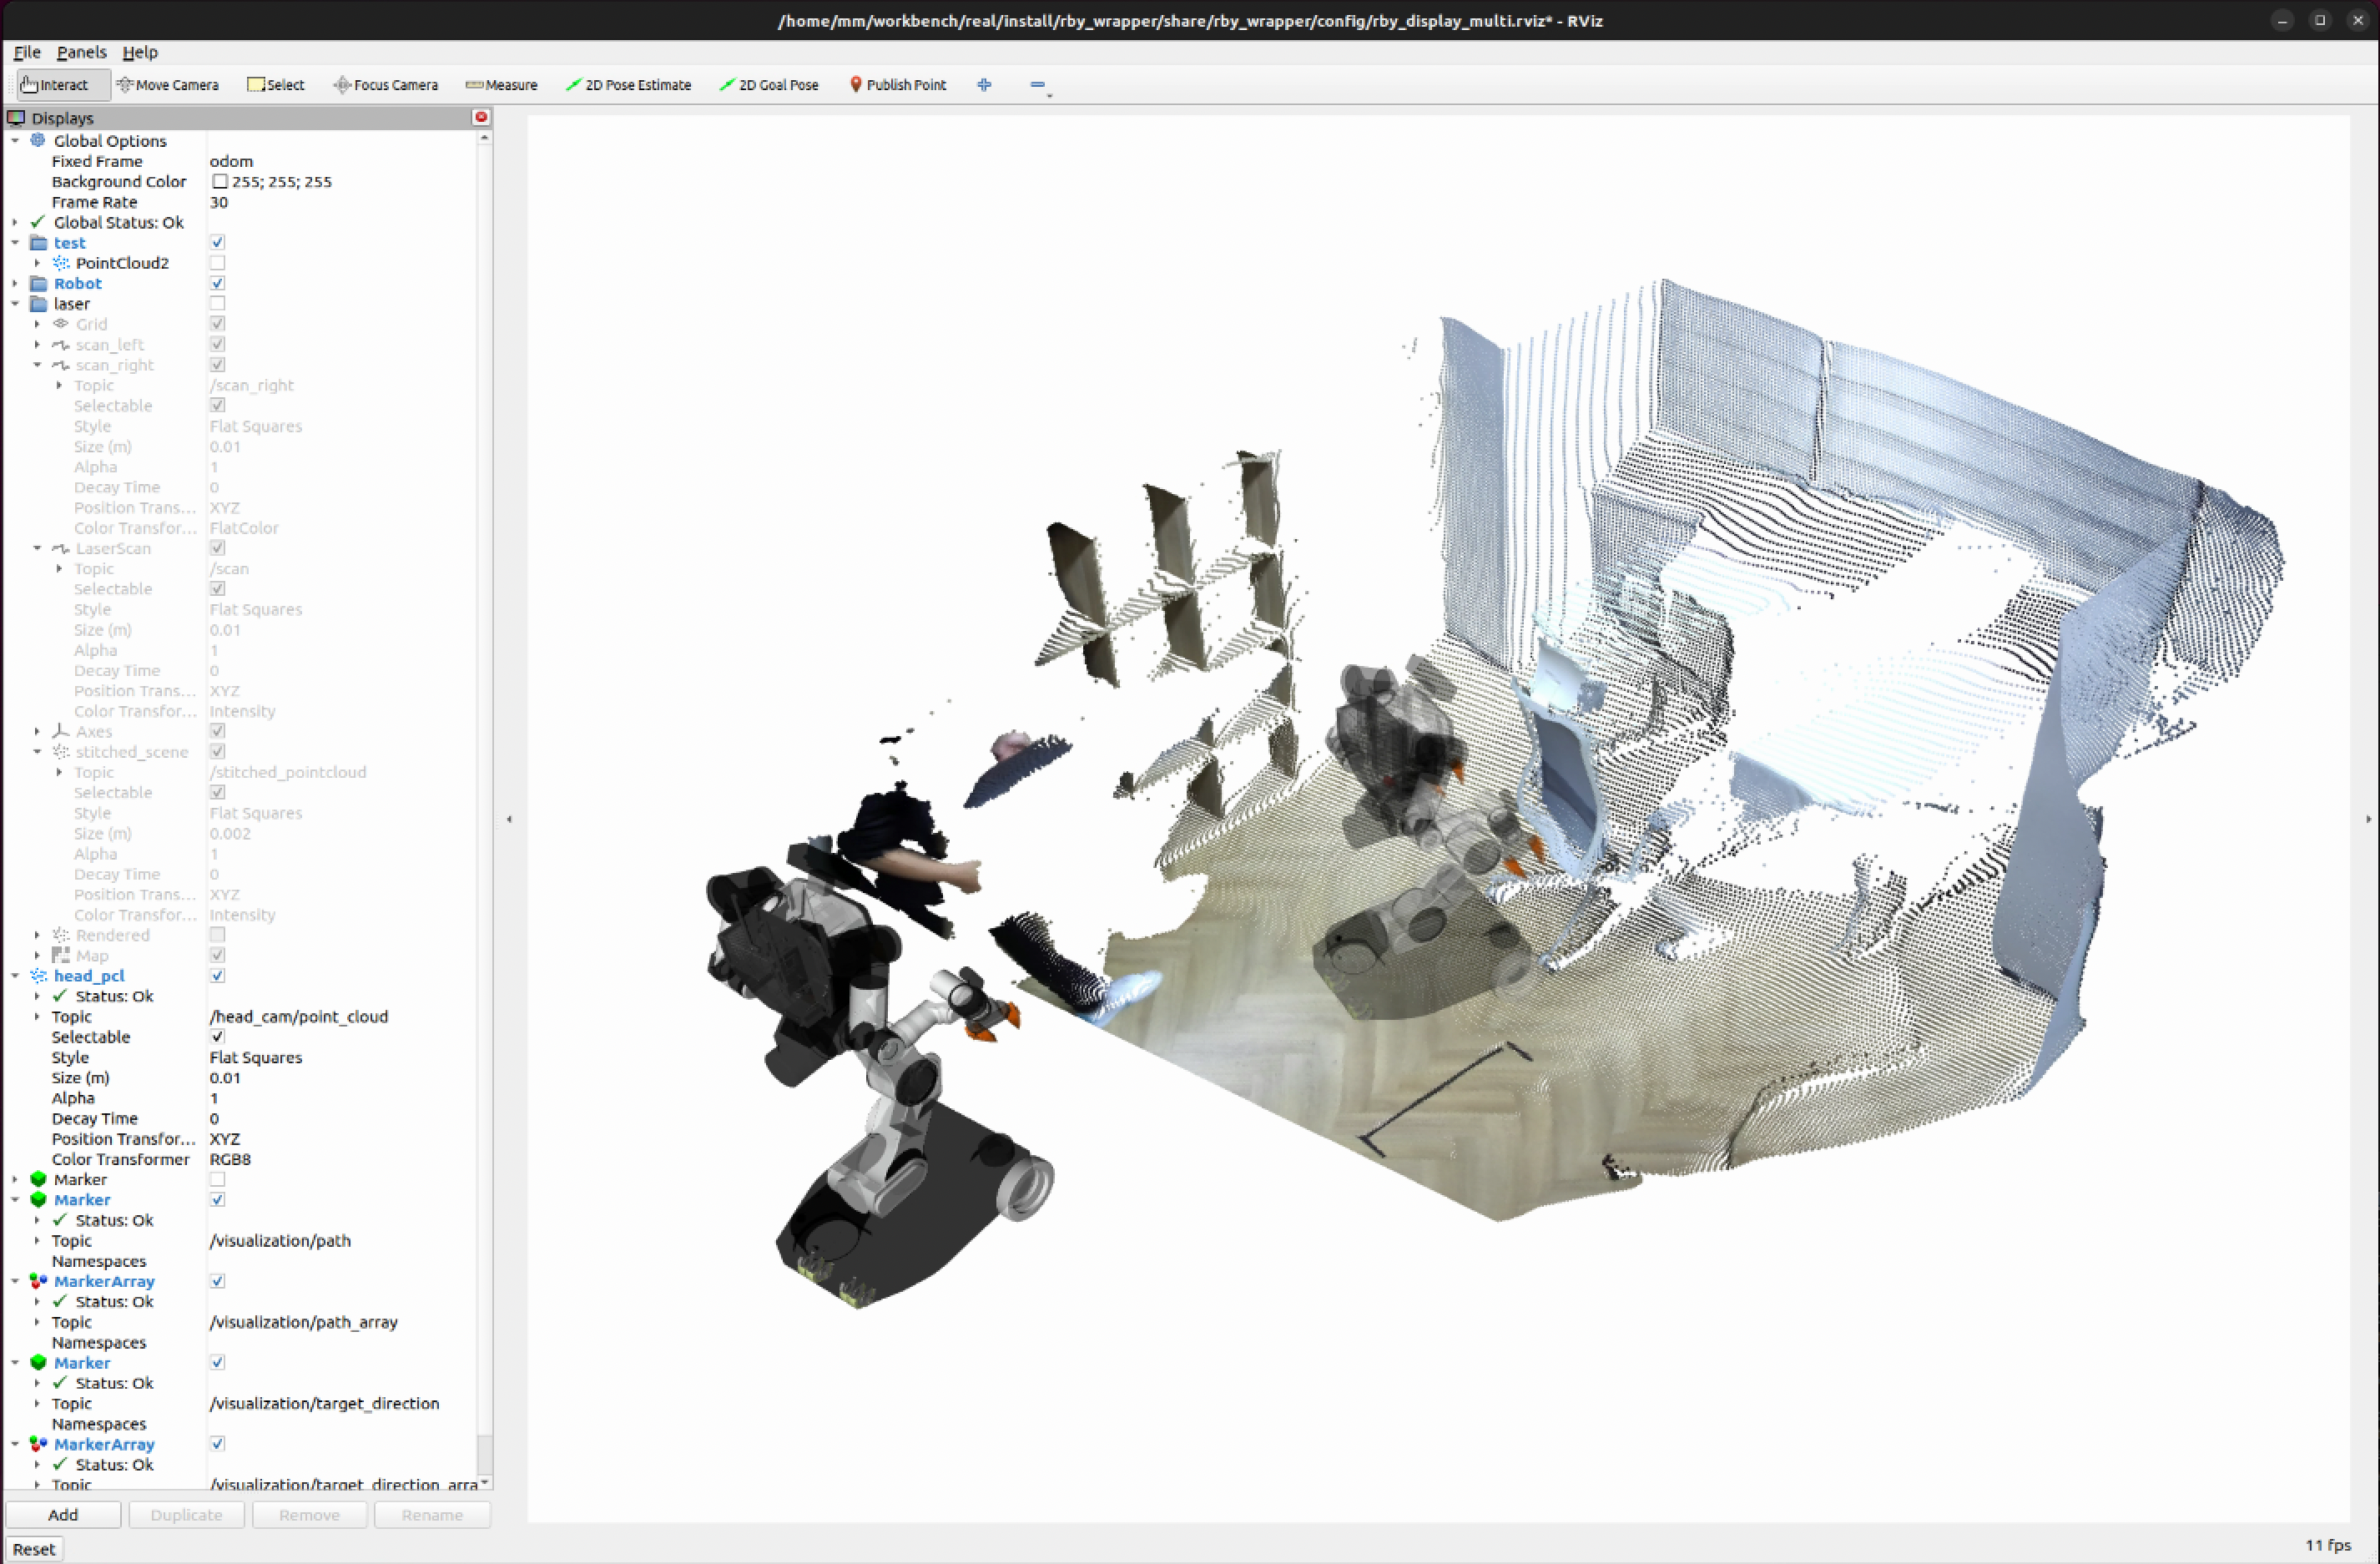 /home/mm/workbench/real/install/rby_wrapper/share/rby_wrapper/config/rby_display_multi.rviz* - RViz
File Panels Help
Interact Move Camera Select Focus Camera Measure 2D Pose Estimate 2D Goal Pose Publish Point
Displays
Global Options
Fixed Frame odom
Background Color 255; 255; 255
Frame Rate 30
Global Status: Ok
test
PointCloud2
Robot
laser
Grid
scan_left
scan_right
Topic /scan_right
Selectable
Style Flat Squares
Size (m) 0.01
Alpha 1
Decay Time 0
Position Trans... XYZ
Color Transfor... FlatColor
LaserScan
Topic /scan
Selectable
Style Flat Squares
Size (m) 0.01
Alpha 1
Decay Time 0
Position Trans... XYZ
Color Transfor... Intensity
Axes
stitched_scene
Topic /stitched_pointcloud
Selectable
Style Flat Squares
Size (m) 0.002
Alpha 1
Decay Time 0
Position Trans... XYZ
Color Transfor... Intensity
Rendered
Map
head_pcl
Status: Ok
Topic /head_cam/point_cloud
Selectable
Style Flat Squares
Size (m) 0.01
Alpha 1
Decay Time 0
Position Transfor... XYZ
Color Transformer RGB8
Marker
Marker
Status: Ok
Topic /visualization/path
Namespaces
MarkerArray
Status: Ok
Topic /visualization/path_array
Namespaces
Marker
Status: Ok
Topic /visualization/target_direction
Namespaces
MarkerArray
Status: Ok
Topic /visualization/target_direction_arra
Add Duplicate Remove Rename
Reset
11 fps